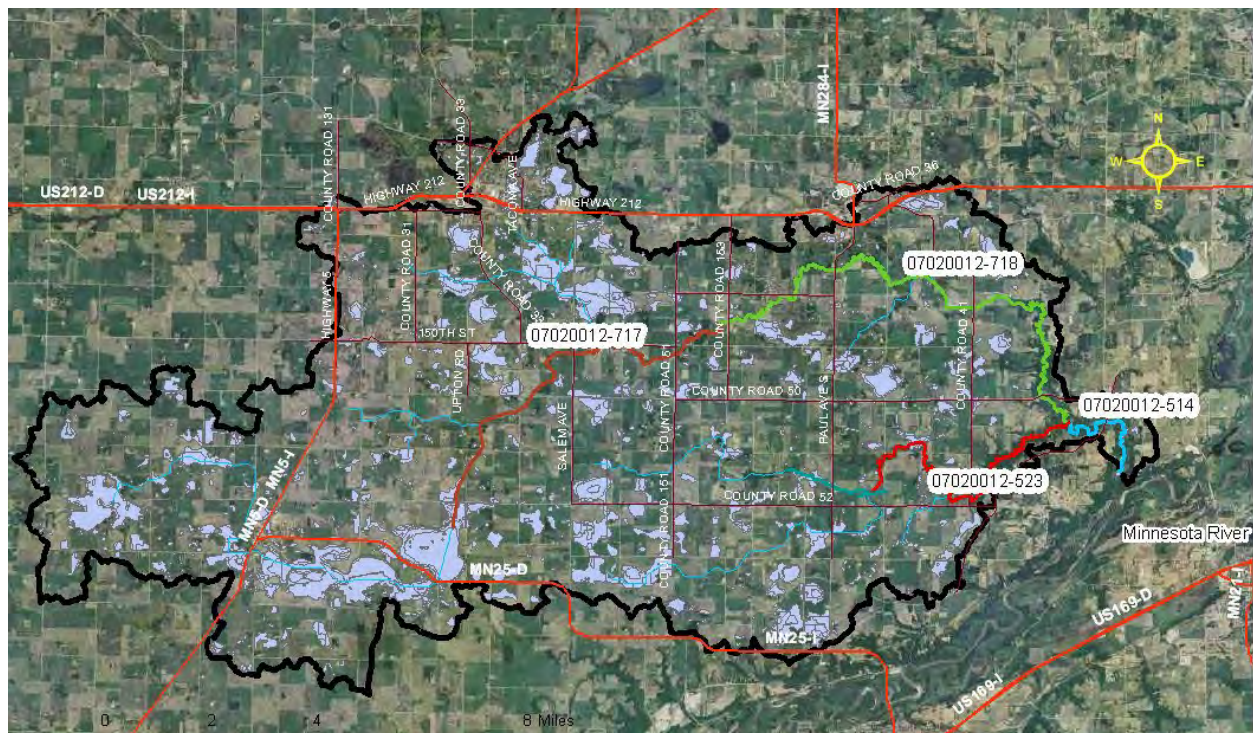 MN284-I
COUNTY ROAD 131
COUNTY ROAD 33
TACOMA AVE
N
W
E
S
US212-D
US212-I
HIGHWAY 212
HIGHWAY 212
COUNTY ROAD 36
COUNTY ROAD 31
COUNTY ROAD 33
COUNTY ROAD 153
07020012-718
HIGHWAY 5
150TH ST
07020012-717
UPTON RD
SALEM AVE
COUNTY ROAD 51
COUNTY ROAD 50
PAUL AVE S
COUNTY ROAD 41
07020012-514
MN5-D
MN5-I
07020012-523
COUNTY ROAD 52
COUNTY ROAD 151
Minnesota River
MN25-D
MN25-I
US169-D
MN21-I
US169-I
0
2
4
8 Miles